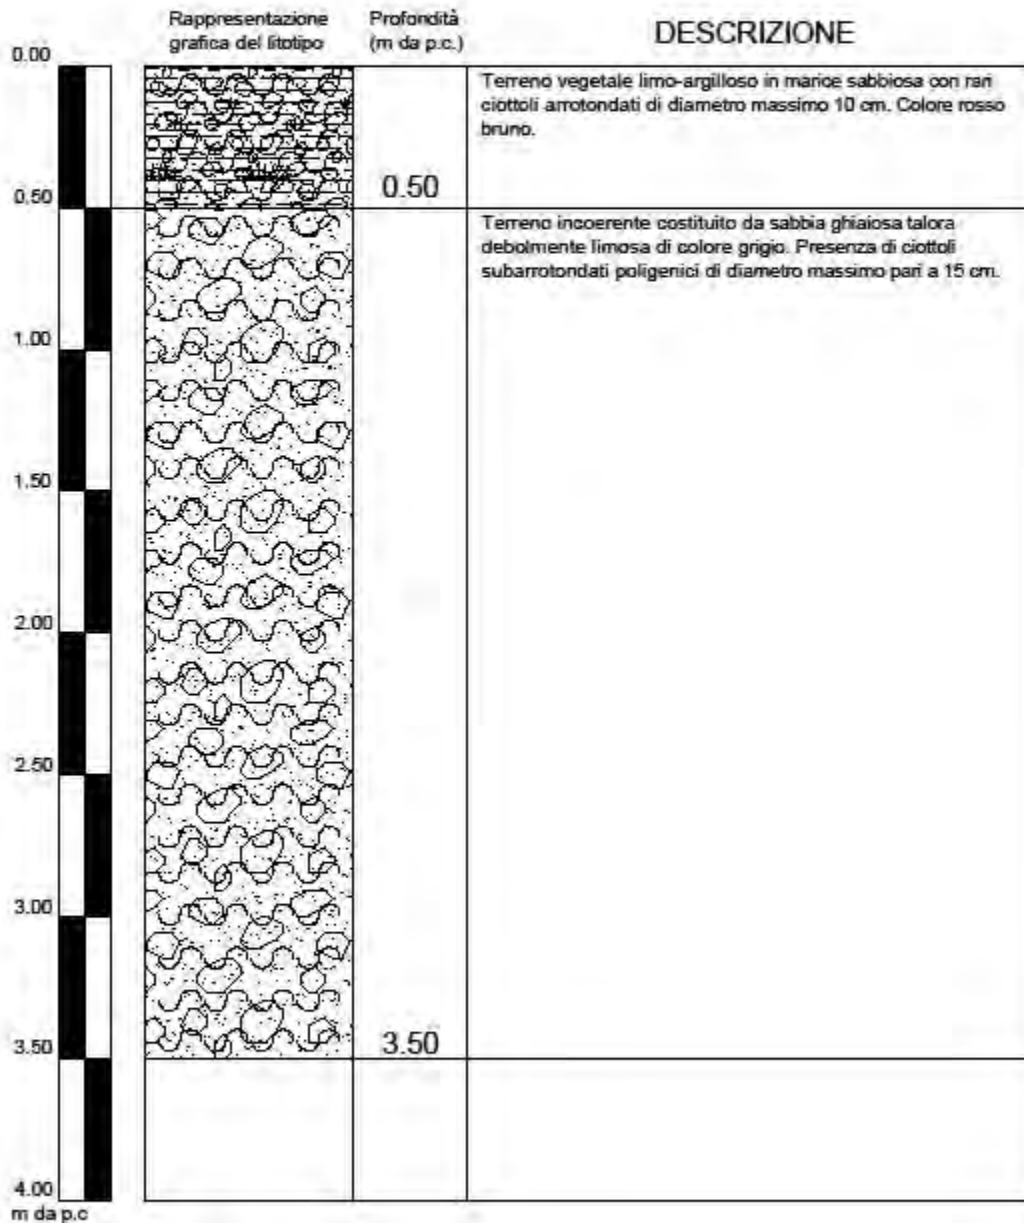 Rappresentazione
grafica del litotipo
Profondità
(m da p.c.)
DESCRIZIONE
0.00
Terreno vegetale limo-argilloso in matrice sabbiosa con rari
ciottoli arrotondati di diametro massimo 10 cm. Colore rosso
bruno.
0.50
0.50
Terreno incoerente costituito da sabbia ghiaiosa talora
debolmente limosa di colore grigio. Presenza di ciottoli
subarrotondati poligenici di diametro massimo pari a 15 cm.
1.00
1.50
2.00
2.50
3.00
3.50
3.50
4.00
m da p.c